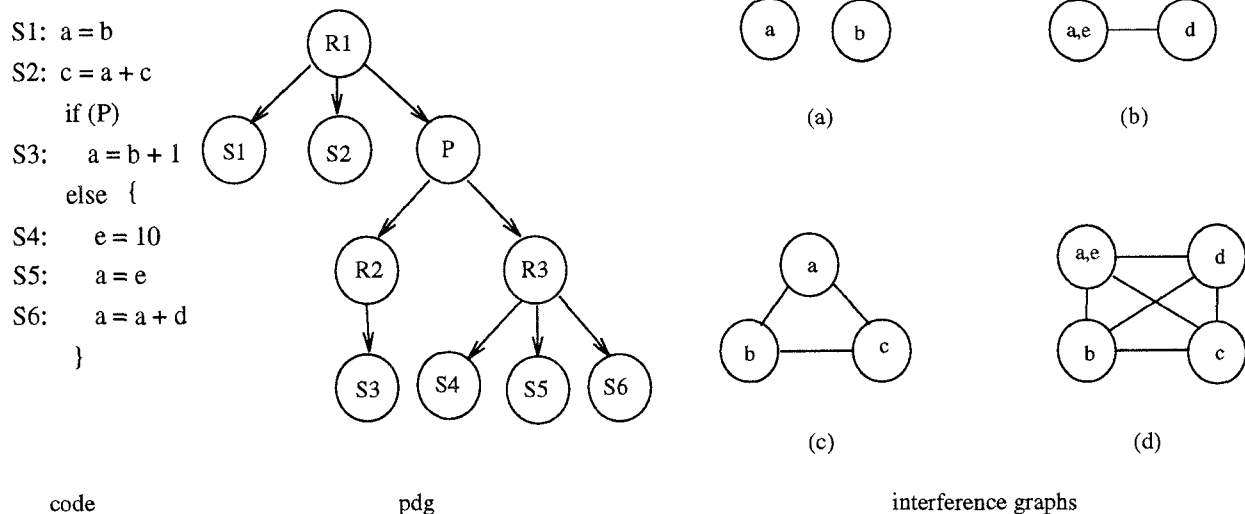 S1: a = b
S2: c = a + c
if (P)
S3: a = b + 1
else {
S4: e = 10
S5: a = e
S6: a = a + d
}
code
R1
S1
S2
P
R2
R3
S3
S4
S5
S6
pdg
a
b
(a)
a,e
d
(b)
a
b
c
(c)
a,e
d
b
c
(d)
interference graphs